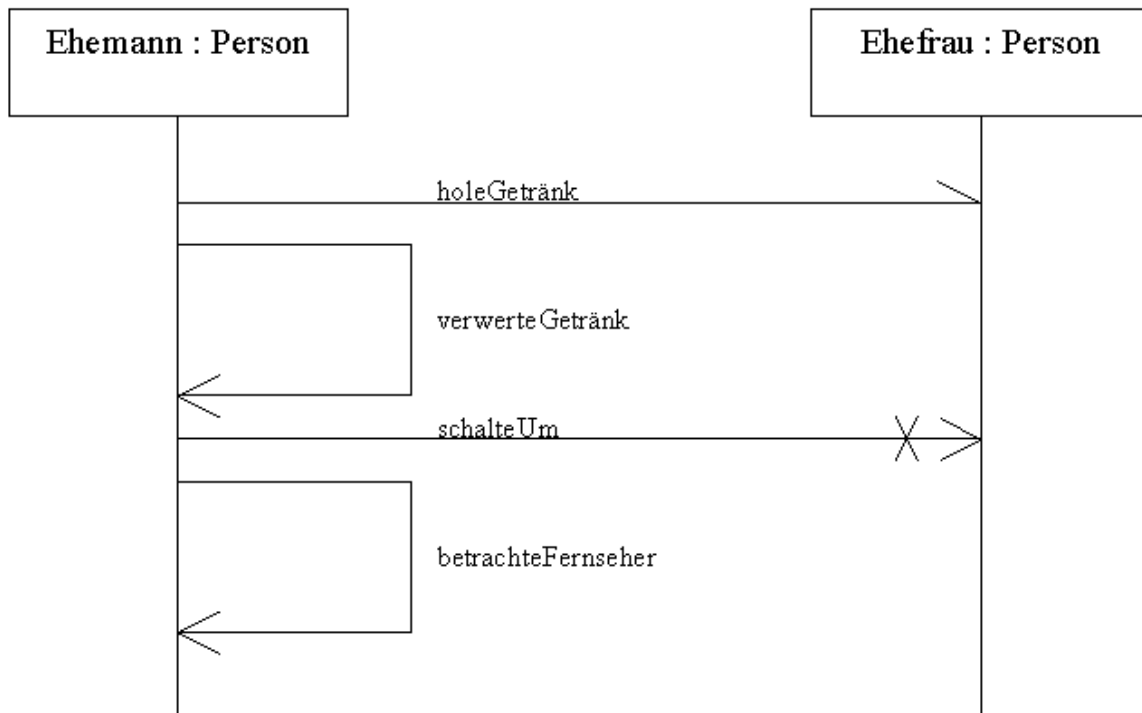 Ehemann : Person
Ehefrau : Person
holeGetränk
verwerteGetränk
schalteUm
betrachteFernseher